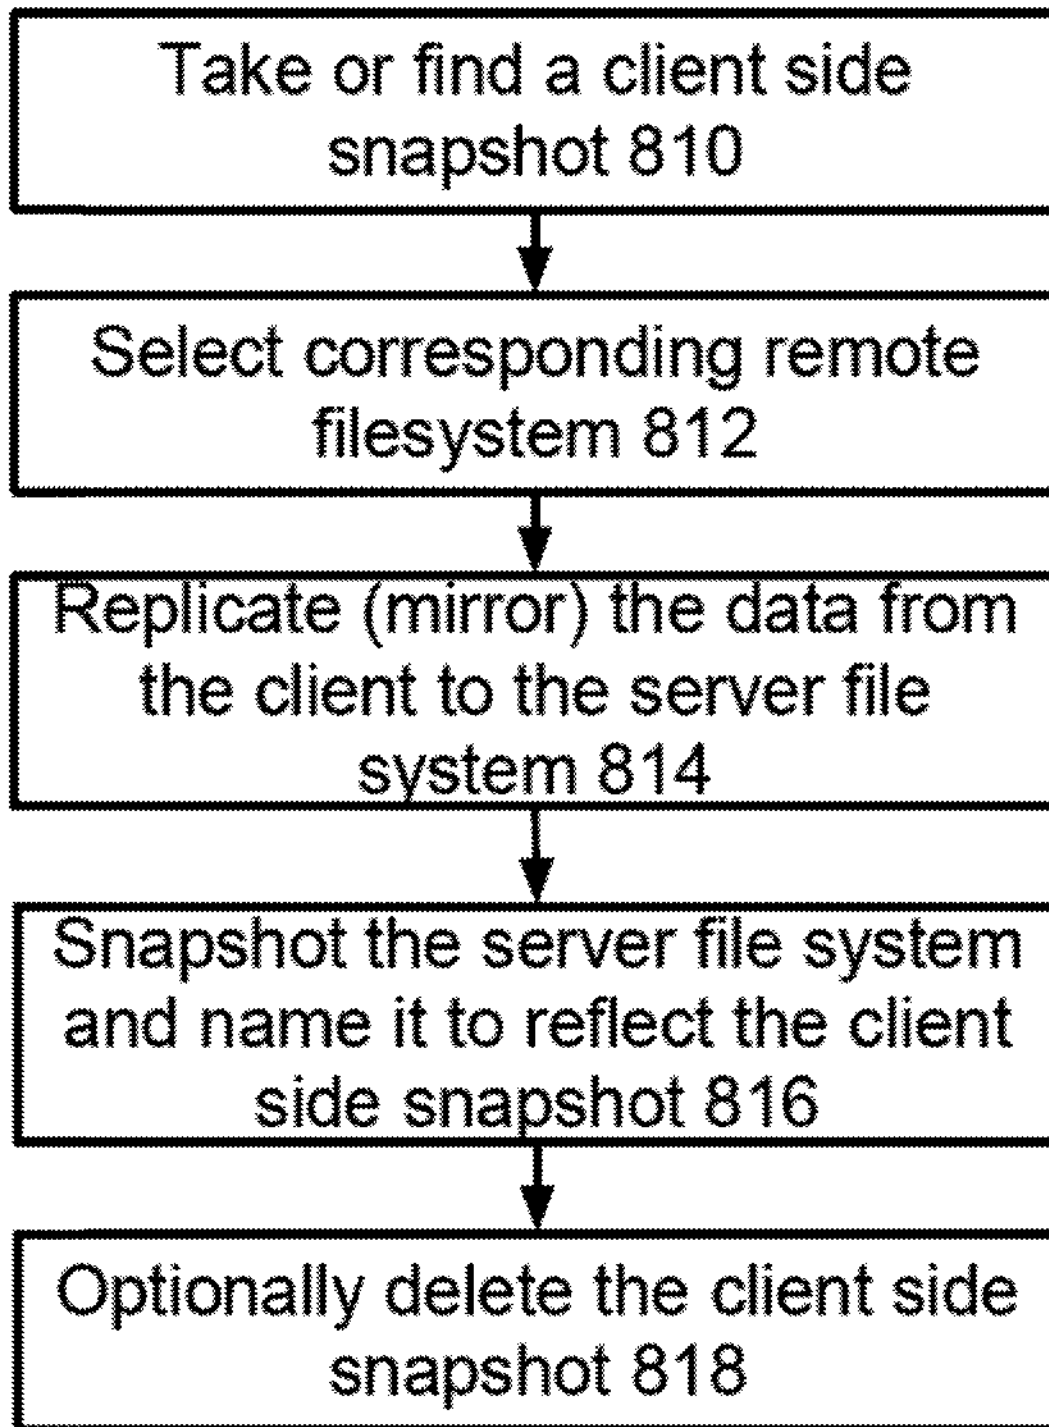 Take or find a client side
snapshot 810
Select corresponding remote
filesystem 812
Replicate (mirror) the data from
the client to the server file
system 814
Snapshot the server file system
and name it to reflect the client
side snapshot 816
Optionally delete the client side
snapshot 818